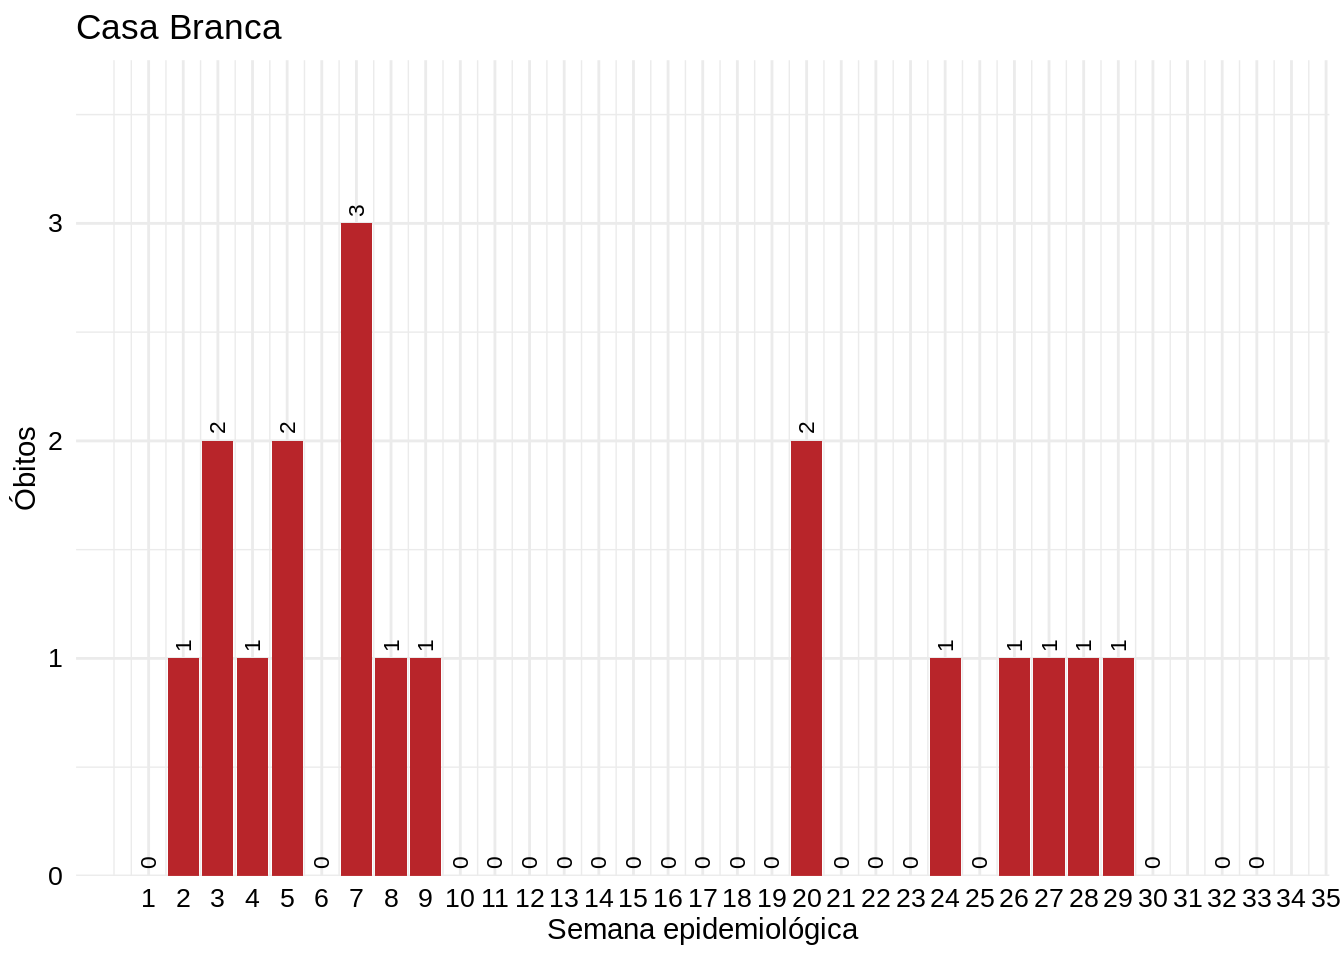 Casa Branca
Óbitos
3
2
1
0
0 1 2 1 2 0 3 1 1 0 0 0 0 0 0 0 0 0 0 2 0 0 0 1 0 1 1 1 1 0 0 0
1 2 3 4 5 6 7 8 9 10 11 12 13 14 15 16 17 18 19 20 21 22 23 24 25 26 27 28 29 30 31 32 33 34 35
Semana epidemiológica